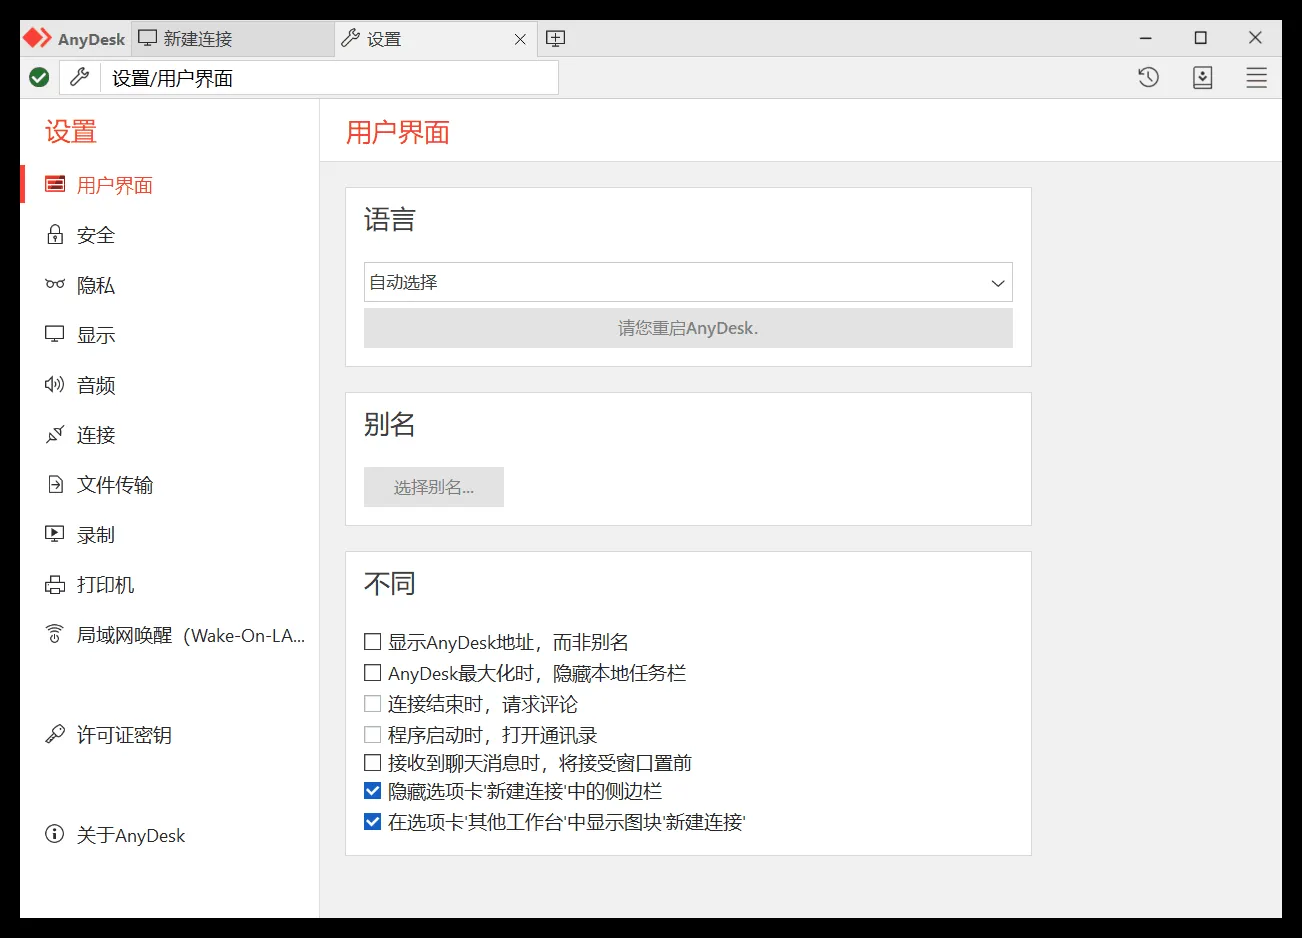 AnyDesk
新建连接
设置
设置/用户界面
设置
用户界面
安全
隐私
显示
音频
连接
文件传输
录制
打印机
局域网唤醒（Wake-On-LA...
许可证密钥
关于AnyDesk
用户界面
语言
自动选择
请您重启AnyDesk.
别名
选择别名...
不同
显示AnyDesk地址，而非别名
AnyDesk最大化时，隐藏本地任务栏
连接结束时，请求评论
程序启动时，打开通讯录
接收到聊天消息时，将接受窗口置前
隐藏选项卡'新建连接'中的侧边栏
在选项卡'其他工作台'中显示图块'新建连接'